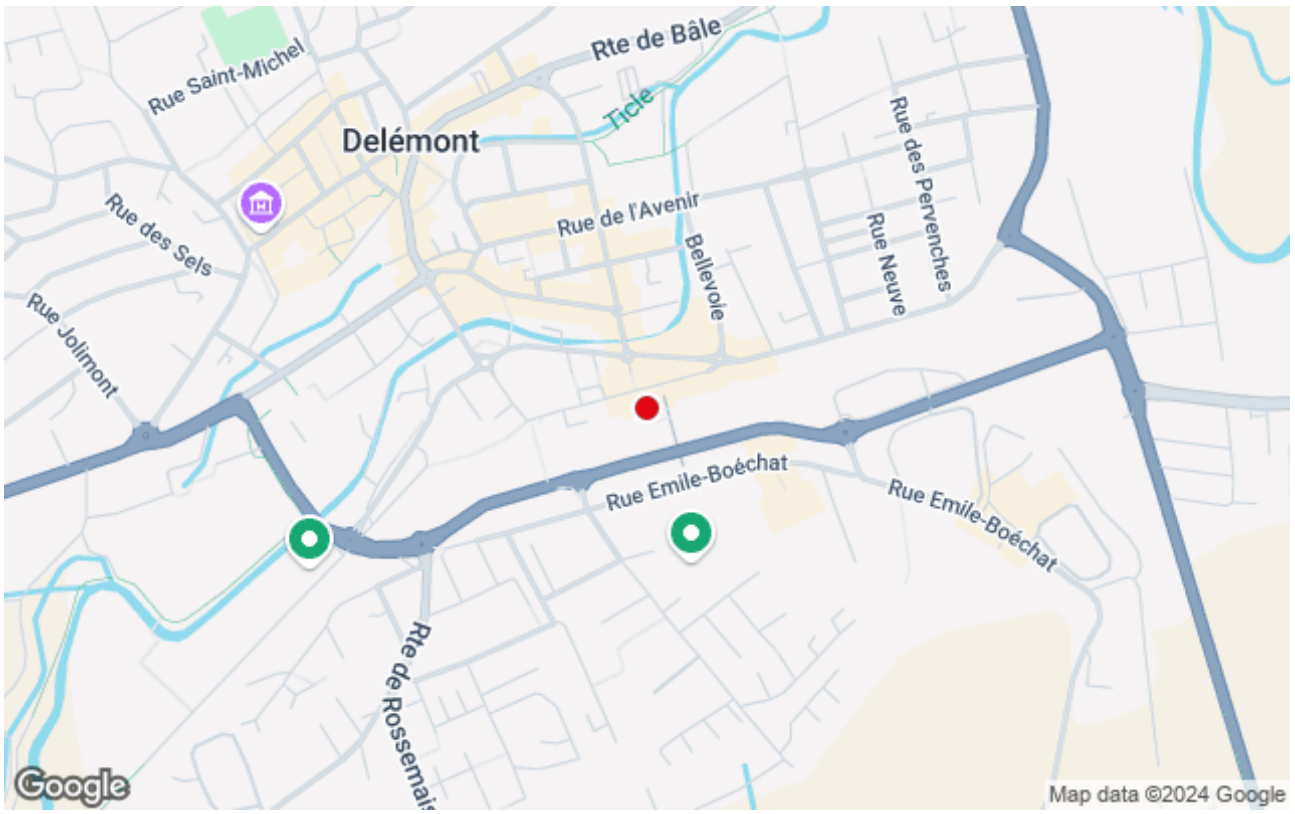 Rte de Bâle
Rue Saint-Michel
Ticle
Delémont
Rue des Pervenches
Rue de l'Avenir
Rue des Sels
Bellevoie
Rue Neuve
Rue Jolimont
Rue Emile-Boéchat
Rue Emile-Boéchat
Rte de Rossemais
Google
Map data ©2024 Google